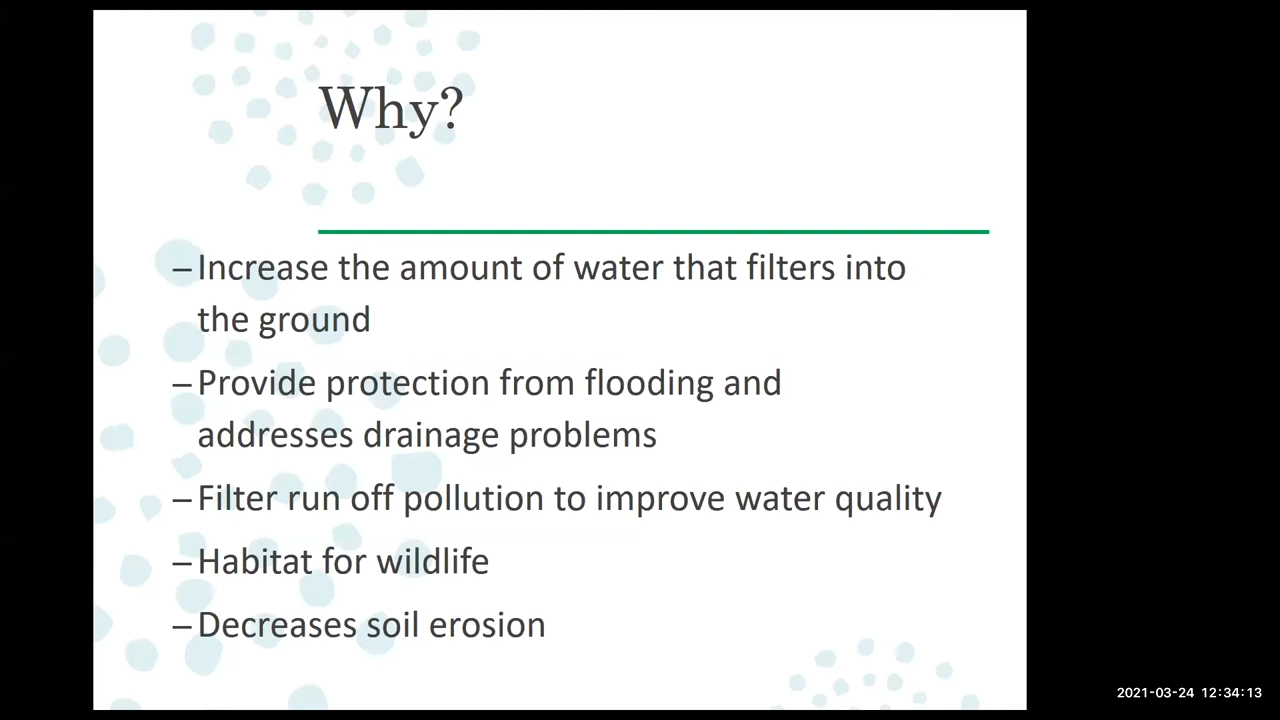 Why?
–Increase the amount of water that filters into
the ground
–Provide protection from flooding and
addresses drainage problems
–Filter run off pollution to improve water quality
–Habitat for wildlife
–Decreases soil erosion
2021-03-24 12:34:13